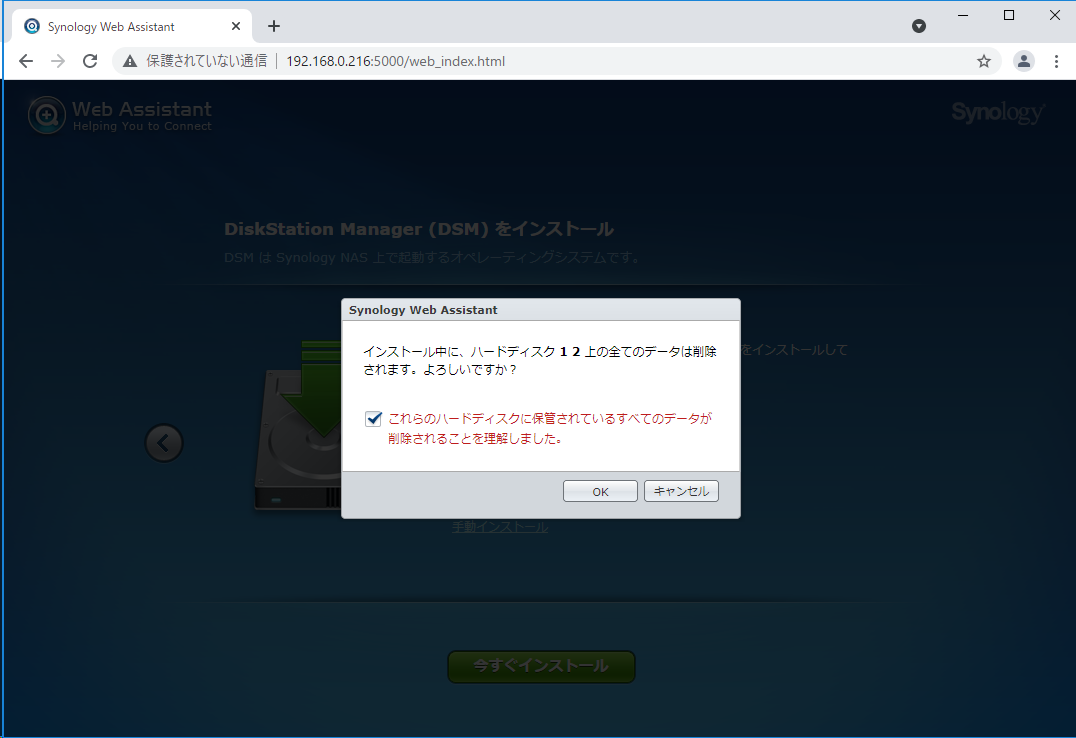 Synology Web Assistant
保護されていない通信
192.168.0.216:5000/web_index.html
Web Assistant
Helping You to Connect
Synology
DiskStation Manager (DSM) をインストール
DSM は Synology NAS 上で起動するオペレーティングシステムです。
をインストールして
Synology Web Assistant
インストール中に、ハードディスク 1 2 上の全てのデータは削除
されます。よろしいですか？
これらのハードディスクに保管されているすべてのデータが
削除されることを理解しました。
OK
キャンセル
手動インストール
今すぐインストール